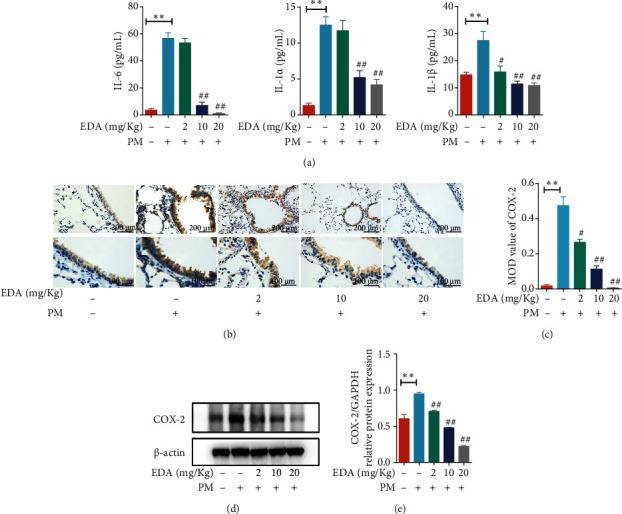 IL-6 (pg/mL)
80
60
40
20
0
**
##
##
EDA (mg/Kg) – – 2 10 20
PM – + + + +
IL-1α (pg/mL)
15
10
5
0
**
##
##
EDA (mg/Kg) – – 2 10 20
PM – + + + +
IL-1β (pg/mL)
40
30
20
10
0
**
#
##
##
EDA (mg/Kg) – – 2 10 20
PM – + + + +
(a)
200 μm 200 μm 200 μm 200 μm 200 μm
100 μm 100 μm 100 μm 100 μm 100 μm
EDA (mg/Kg) – – 2 10 20
PM – + + + +
(b)
MOD value of COX-2
0.6
0.4
0.2
0.0
**
#
##
##
EDA (mg/Kg) – – 2 10 20
PM – + + + +
(c)
COX-2
β-actin
EDA (mg/Kg) – – 2 10 20
PM – + + + +
(d)
COX-2/GAPDH
relative protein expression
1.5
1.0
0.5
0.0
**
##
##
##
EDA (mg/Kg) – – 2 10 20
PM – + + + +
(e)